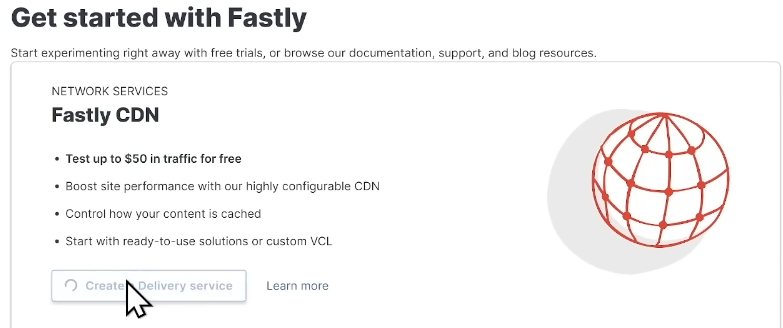 Get started with Fastly
Start experimenting right away with free trials, or browse our documentation, support, and blog resources.
NETWORK SERVICES
Fastly CDN
• Test up to $50 in traffic for free
• Boost site performance with our highly configurable CDN
• Control how your content is cached
• Start with ready-to-use solutions or custom VCL
Create Delivery service
Learn more